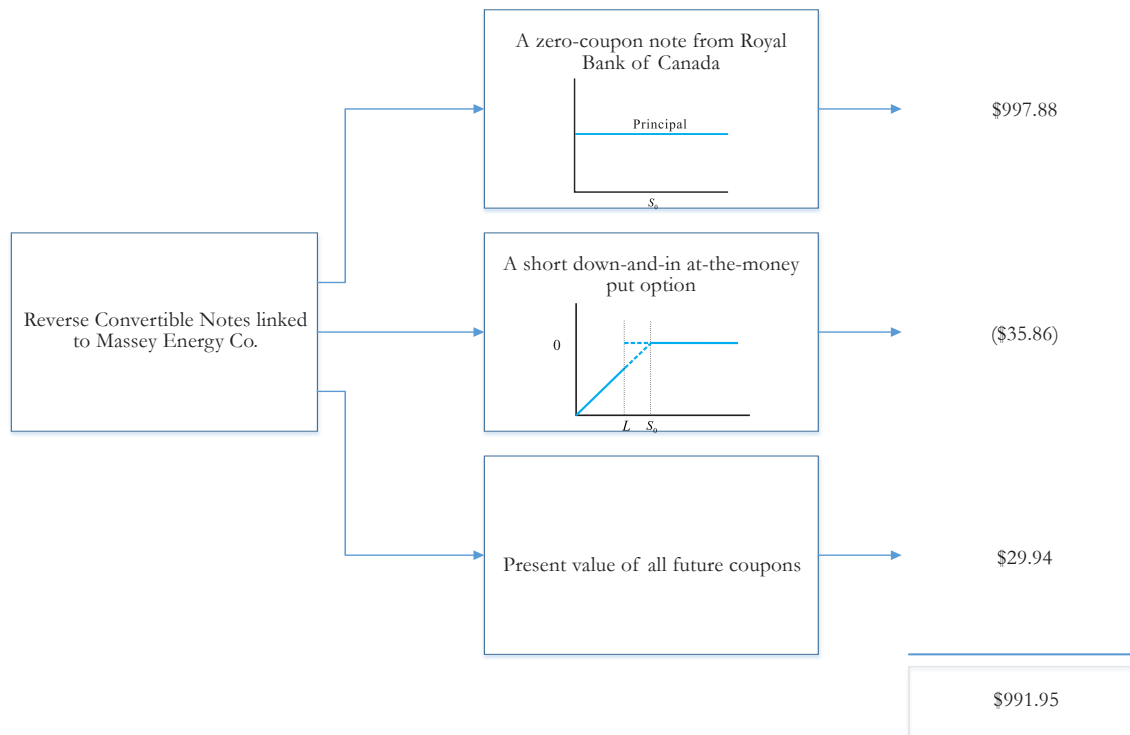 A zero-coupon note from Royal
Bank of Canada
Principal
S₀
$997.88
Reverse Convertible Notes linked
to Massey Energy Co.
A short down-and-in at-the-money
put option
0
L
S₀
($35.86)
Present value of all future coupons
$29.94
$991.95